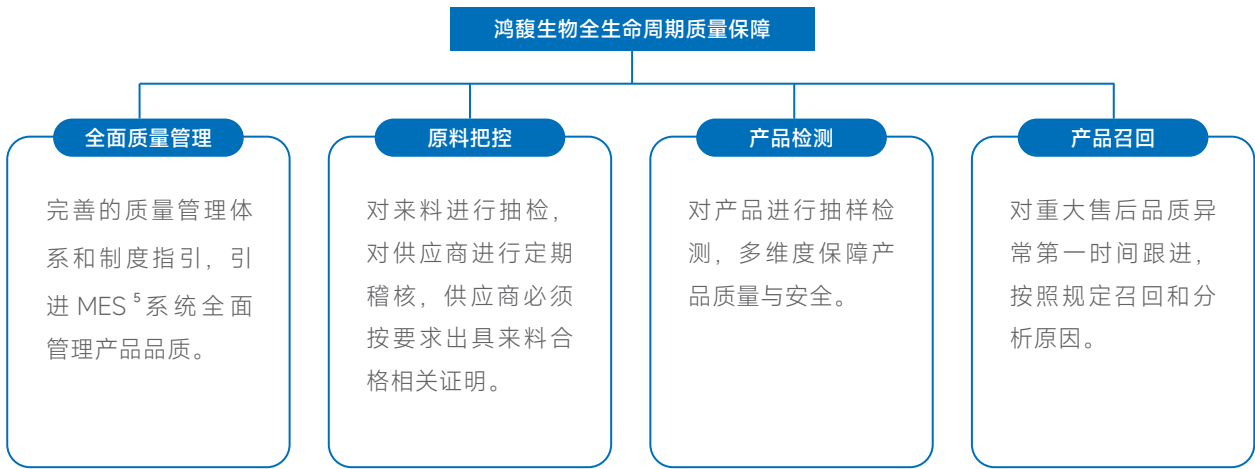 鸿馥生物全生命周期质量保障
全面质量管理
完善的质量管理体
系和制度指引，引
进 MES ⁵系统全面
管理产品品质。
原料把控
对来料进行抽检，
对供应商进行定期
稽核，供应商必须
按要求出具来料合
格相关证明。
产品检测
对产品进行抽样检
测，多维度保障产
品质量与安全。
产品召回
对重大售后品质异
常第一时间跟进，
按照规定召回和分
析原因。